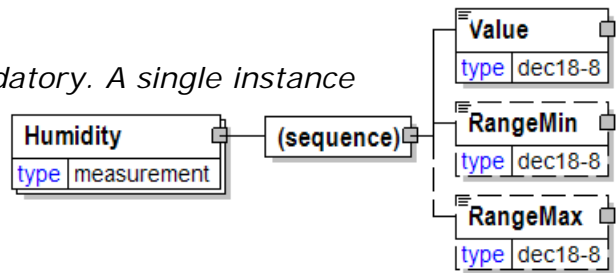 Value
type dec18-8
datory. A single instance
Humidity
type measurement
(sequence)
RangeMin
type dec18-8
RangeMax
type dec18-8